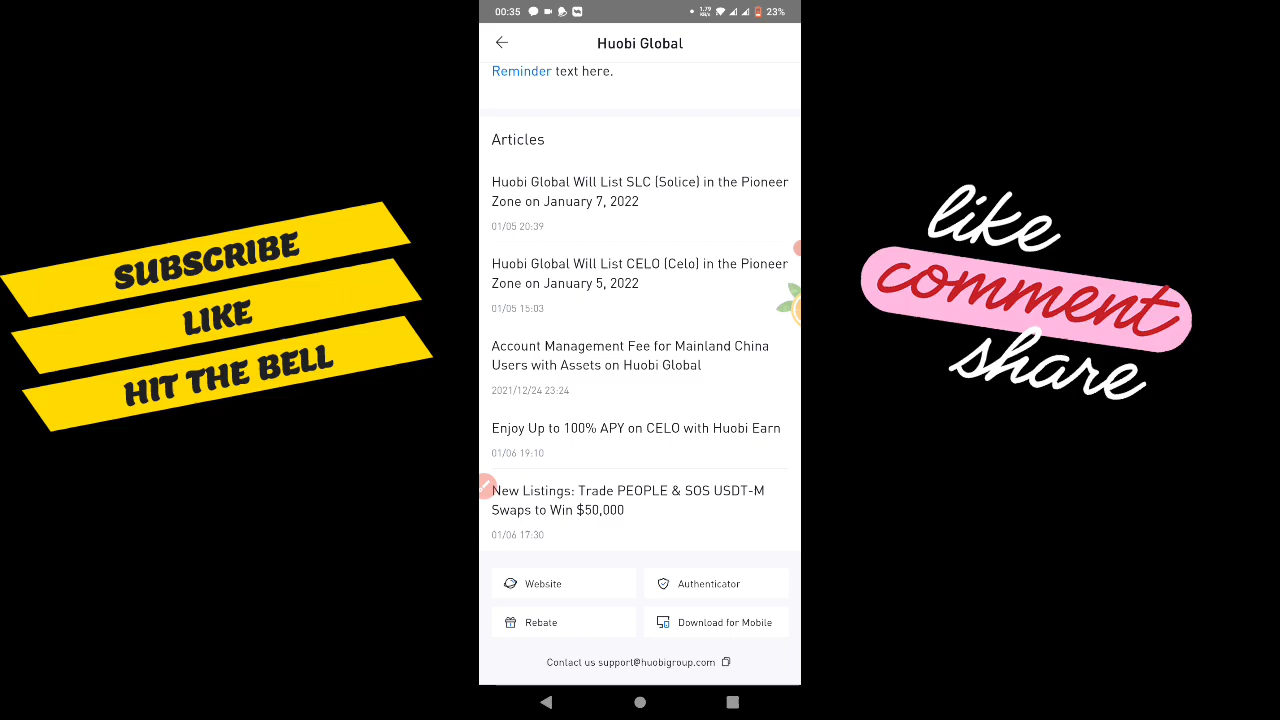 00:35
1.79 KB/s
23%
Huobi Global
Reminder text here.
Articles
Huobi Global Will List SLC (Solice) in the Pioneer
Zone on January 7, 2022
01/05 20:39
Huobi Global Will List CELO (Celo) in the Pioneer
Zone on January 5, 2022
01/05 15:03
Account Management Fee for Mainland China
Users with Assets on Huobi Global
2021/12/24 23:24
Enjoy Up to 100% APY on CELO with Huobi Earn
01/06 19:10
New Listings: Trade PEOPLE & SOS USDT-M
Swaps to Win $50,000
01/06 17:30
Website
Authenticator
Rebate
Download for Mobile
Contact us support@huobigroup.com
SUBSCRIBE
LIKE
HIT THE BELL
like
comment
share